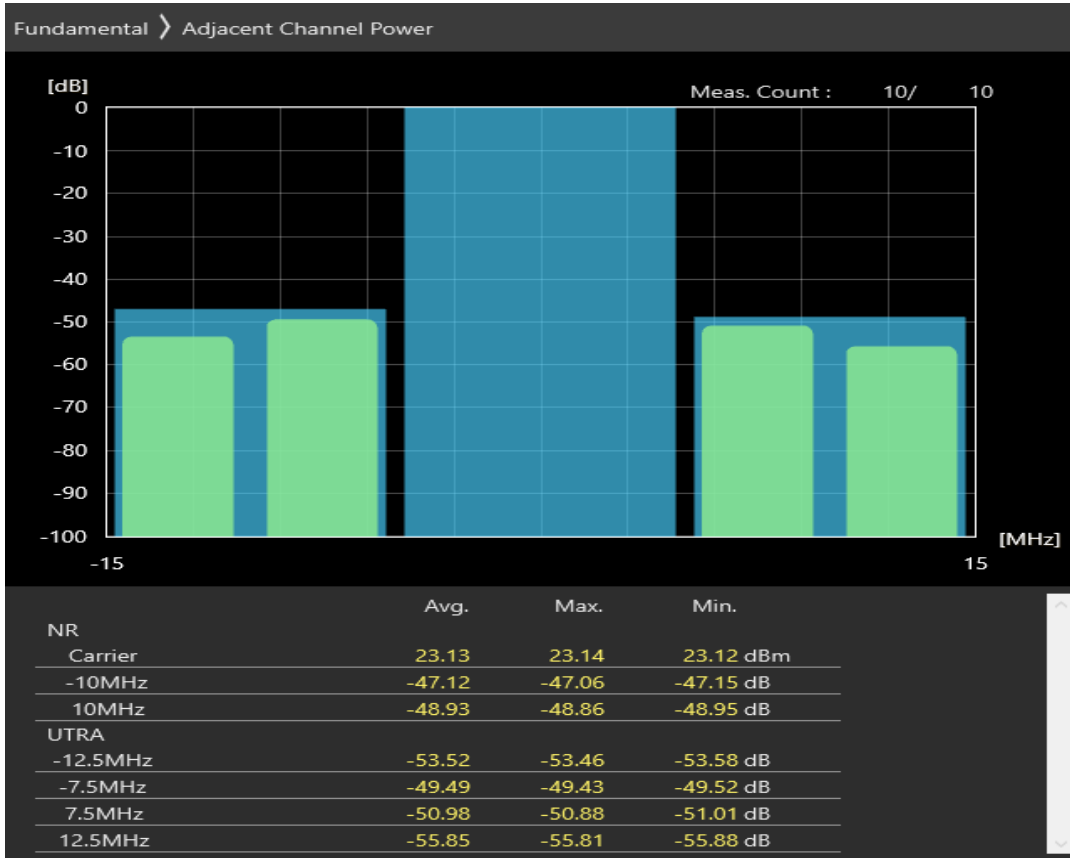 Fundamental 〉 Adjacent Channel Power
[dB]
Meas. Count : 10/ 10
0
-10
-20
-30
-40
-50
-60
-70
-80
-90
-100
[MHz]
-15 15
Avg. Max. Min.
NR
Carrier 23.13 23.14 23.12 dBm
-10MHz -47.12 -47.06 -47.15 dB
10MHz -48.93 -48.86 -48.95 dB
UTRA
-12.5MHz -53.52 -53.46 -53.58 dB
-7.5MHz -49.49 -49.43 -49.52 dB
7.5MHz -50.98 -50.88 -51.01 dB
12.5MHz -55.85 -55.81 -55.88 dB